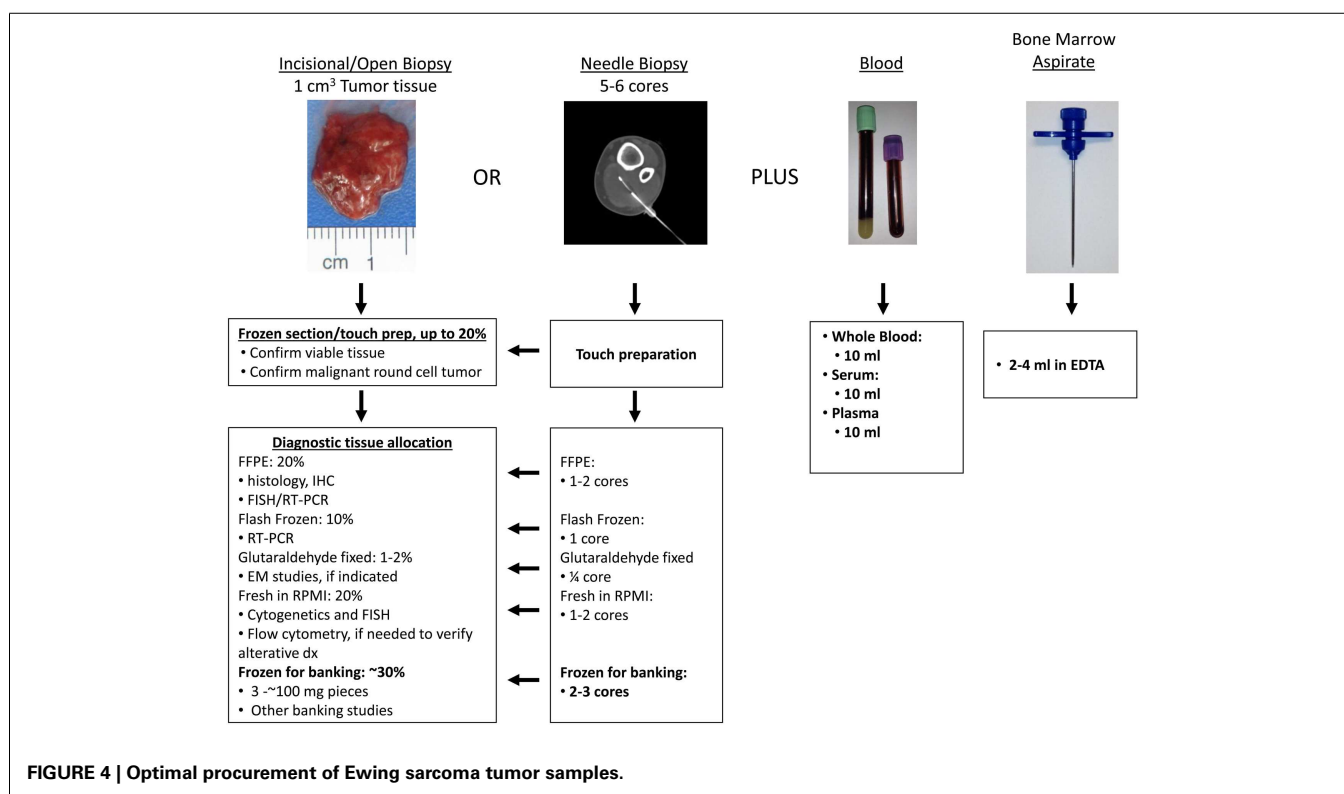 Incisional/Open Biopsy
1 cm³ Tumor tissue
cm 1
OR
Needle Biopsy
5-6 cores
PLUS
Blood
Bone Marrow
Aspirate
Frozen section/touch prep, up to 20%
• Confirm viable tissue
• Confirm malignant round cell tumor
Touch preparation
• Whole Blood:
• 10 ml
• Serum:
• 10 ml
• Plasma
• 10 ml
• 2-4 ml in EDTA
Diagnostic tissue allocation
FFPE: 20%
• histology, IHC
• FISH/RT-PCR
Flash Frozen: 10%
• RT-PCR
Glutaraldehyde fixed: 1-2%
• EM studies, if indicated
Fresh in RPMI: 20%
• Cytogenetics and FISH
• Flow cytometry, if needed to verify
alterative dx
Frozen for banking: ~30%
• 3 -~100 mg pieces
• Other banking studies
FFPE:
• 1-2 cores
Flash Frozen:
• 1 core
Glutaraldehyde fixed
• ¼ core
Fresh in RPMI:
• 1-2 cores
Frozen for banking:
• 2-3 cores
FIGURE 4 | Optimal procurement of Ewing sarcoma tumor samples.